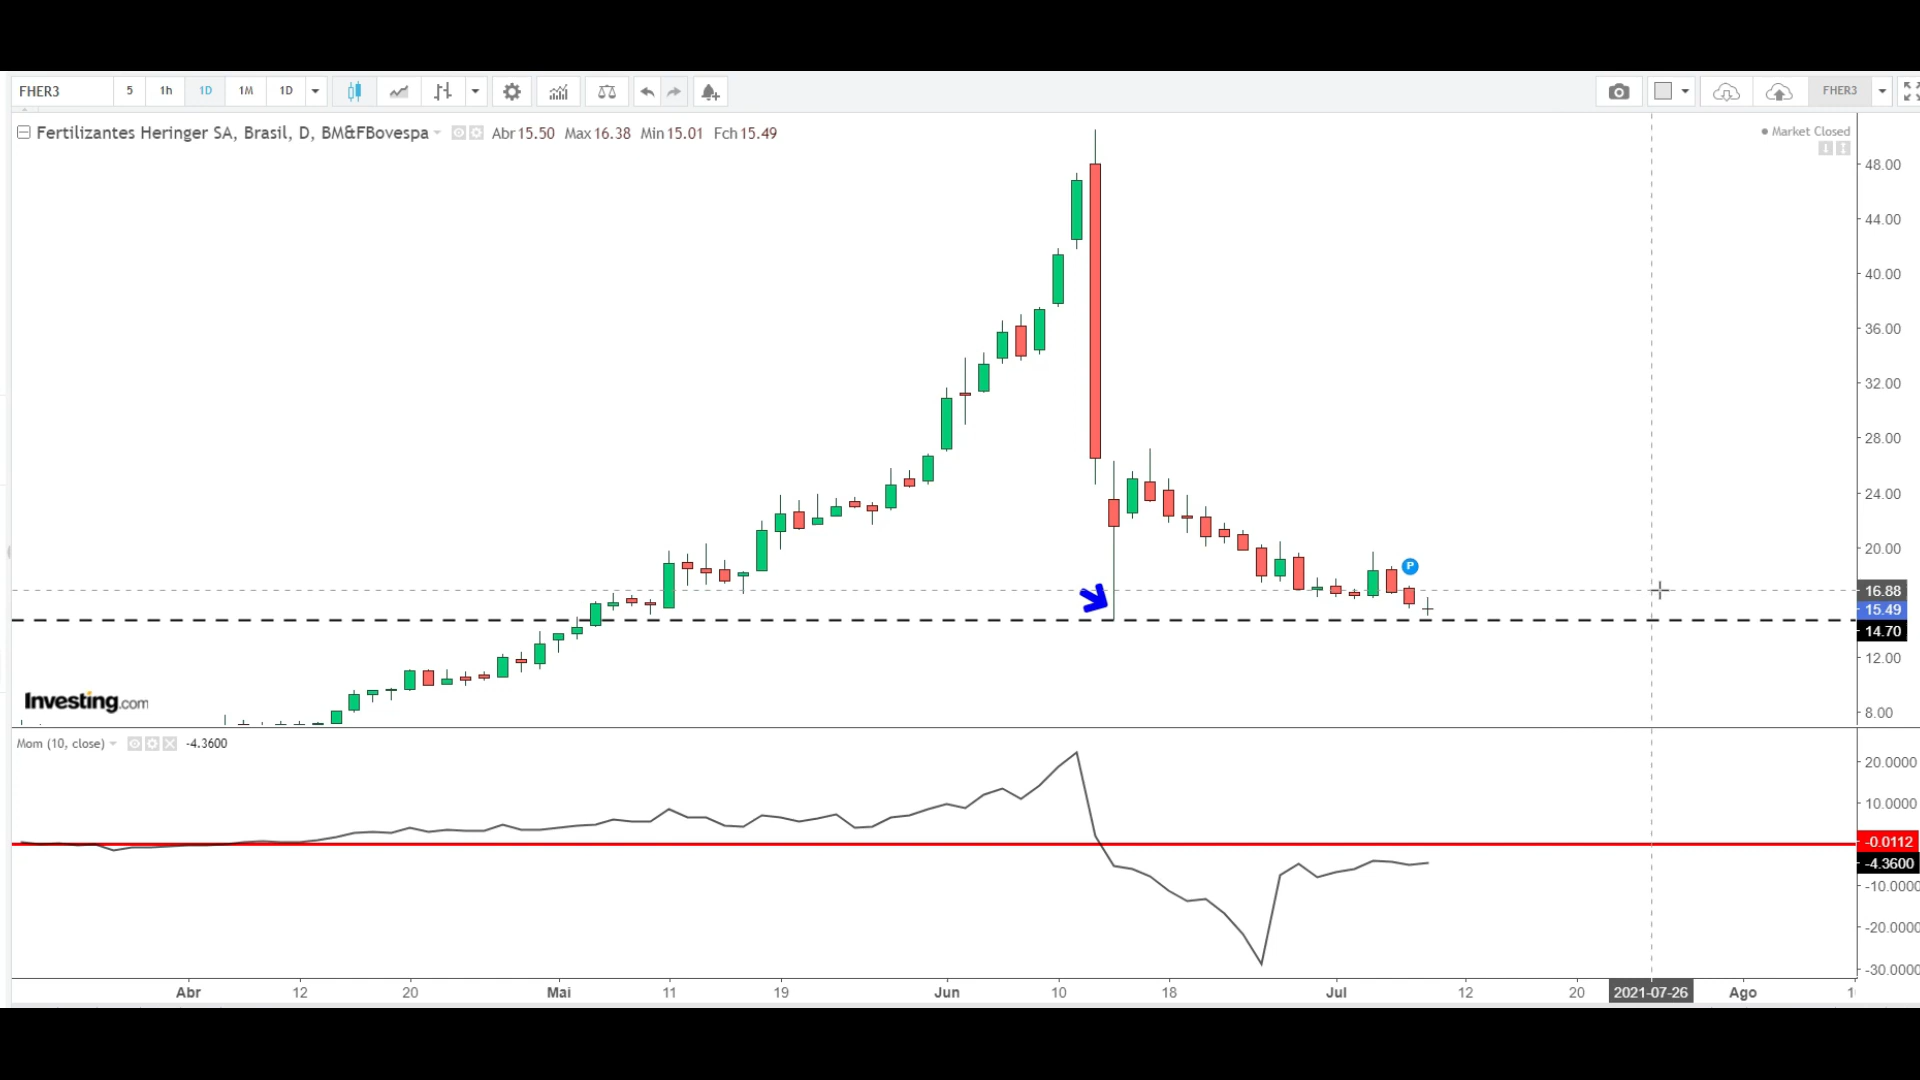 FHER3 5 1h 1D 1M 1D FHER3
Fertilizantes Heringer SA, Brasil, D, BM&FBovespa Abr 15.50 Max 16.38 Min 15.01 Fch 15.49
Market Closed
48.00
44.00
40.00
36.00
32.00
28.00
24.00
20.00
P
16.88
15.49
14.70
12.00
8.00
Investing.com
Mom (10, close) -4.3600
20.0000
10.0000
-0.0112
-4.3600
-10.0000
-20.0000
-30.0000
Abr 12 20 Mai 11 19 Jun 10 18 Jul 12 20 2021-07-26 Ago